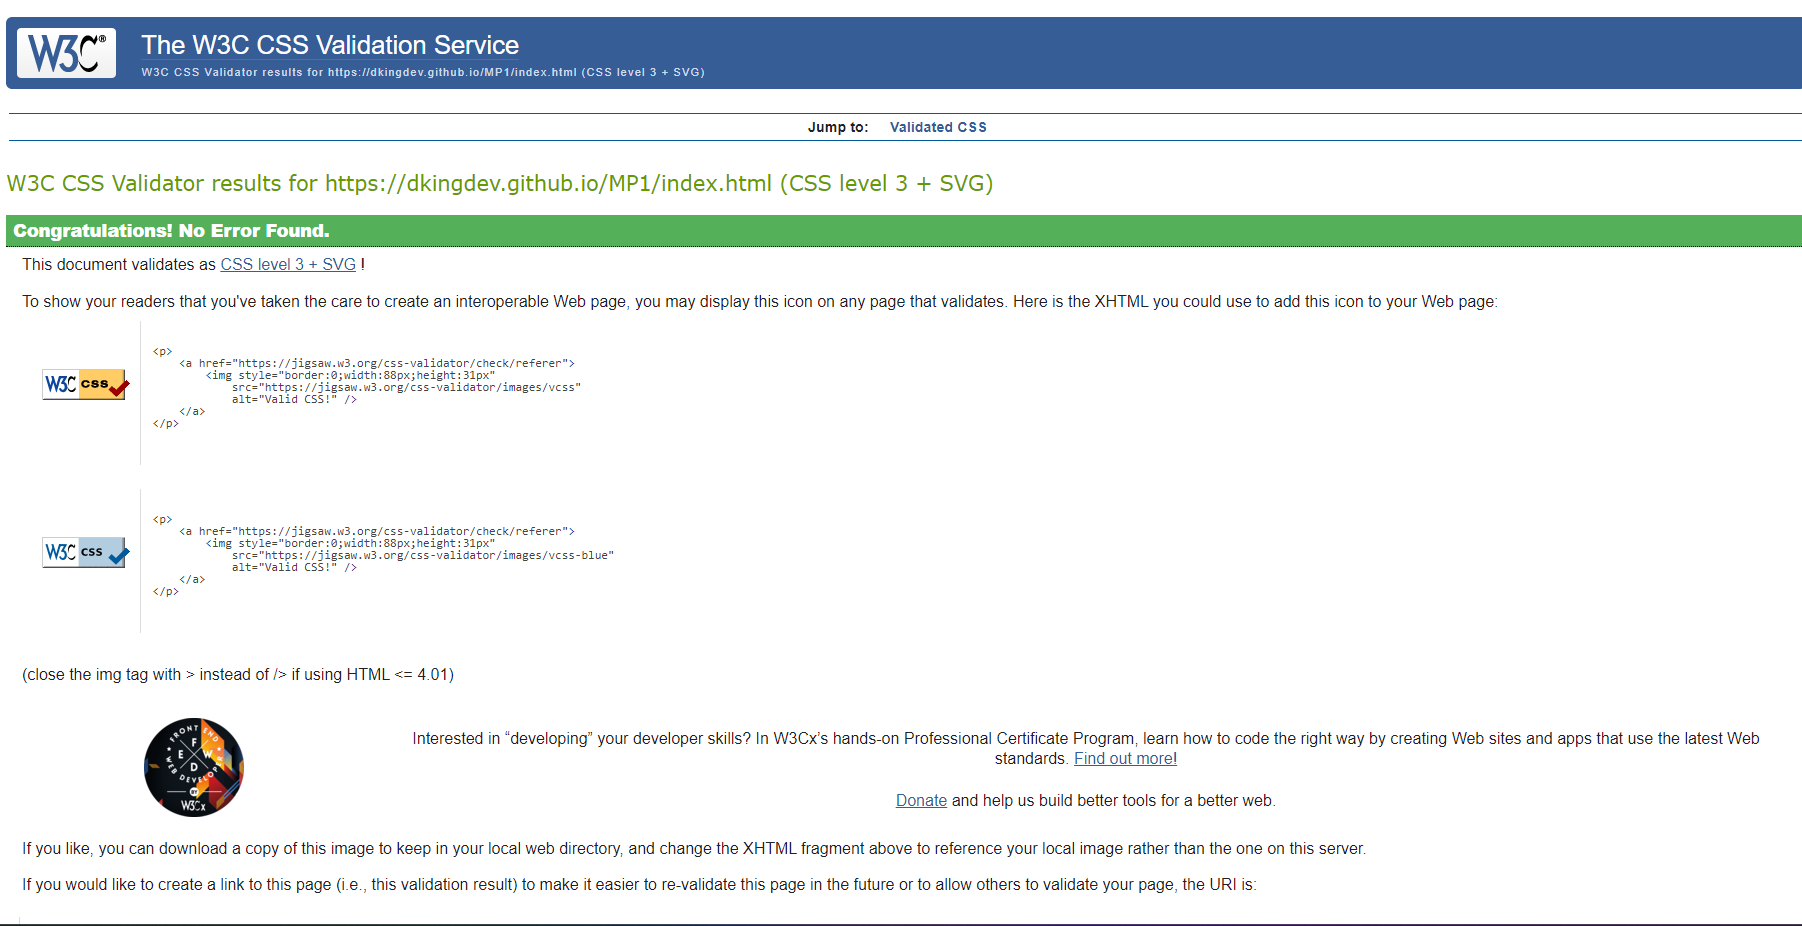 W3C®
The W3C CSS Validation Service
W3C CSS Validator results for https://dkingdev.github.io/MP1/index.html (CSS level 3 + SVG)
Jump to: Validated CSS
W3C CSS Validator results for https://dkingdev.github.io/MP1/index.html (CSS level 3 + SVG)
Congratulations! No Error Found.
This document validates as CSS level 3 + SVG !
To show your readers that you've taken the care to create an interoperable Web page, you may display this icon on any page that validates. Here is the XHTML you could use to add this icon to your Web page:
W3C css
<p>
<a href="https://jigsaw.w3.org/css-validator/check/referer">
<img style="border:0;width:88px;height:31px"
src="https://jigsaw.w3.org/css-validator/images/vcss"
alt="Valid CSS!" />
</a>
</p>
W3C css
<p>
<a href="https://jigsaw.w3.org/css-validator/check/referer">
<img style="border:0;width:88px;height:31px"
src="https://jigsaw.w3.org/css-validator/images/vcss-blue"
alt="Valid CSS!" />
</a>
</p>
(close the img tag with > instead of /> if using HTML <= 4.01)
FRONT END
F
E W
D
WEB DEVELOPER
BY
W3Cx
Interested in “developing” your developer skills? In W3Cx’s hands-on Professional Certificate Program, learn how to code the right way by creating Web sites and apps that use the latest Web
standards. Find out more!
Donate and help us build better tools for a better web.
If you like, you can download a copy of this image to keep in your local web directory, and change the XHTML fragment above to reference your local image rather than the one on this server.
If you would like to create a link to this page (i.e., this validation result) to make it easier to re-validate this page in the future or to allow others to validate your page, the URI is: